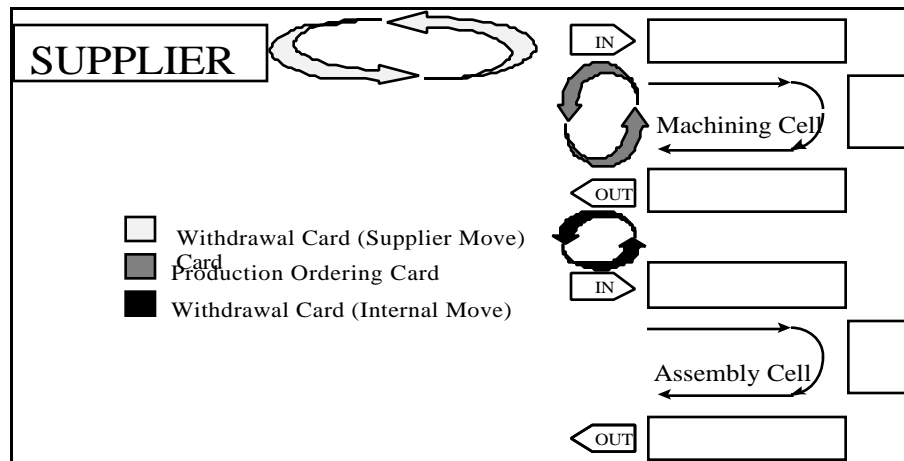 SUPPLIER
IN
Machining Cell
OUT
Withdrawal Card (Supplier Move)
Card
Production Ordering Card
IN
Withdrawal Card (Internal Move)
Assembly Cell
OUT